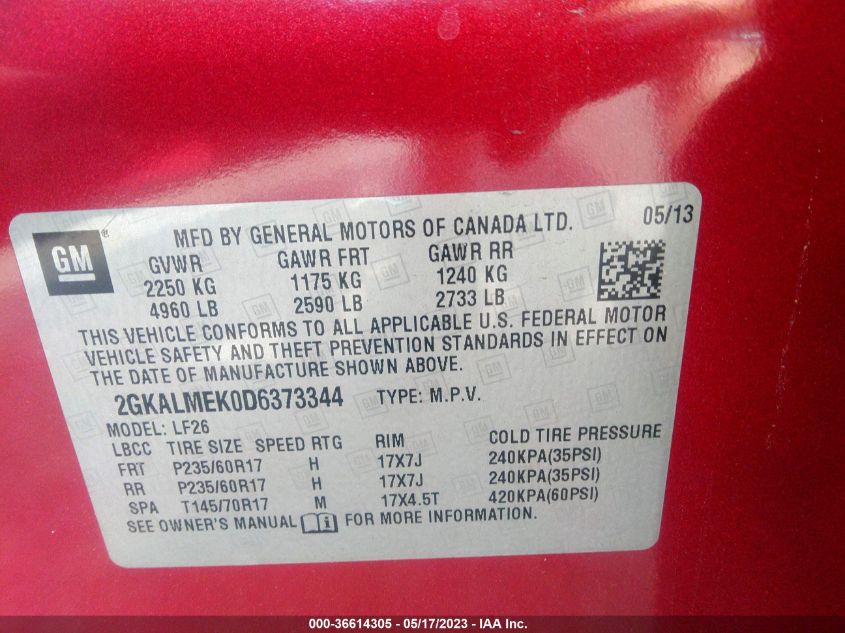 GM ® MFD BY GENERAL MOTORS OF CANADA LTD. 05/13
GVWR GAWR FRT GAWR RR
2250 KG 1175 KG 1240 KG
4960 LB 2590 LB 2733 LB
THIS VEHICLE CONFORMS TO ALL APPLICABLE U.S. FEDERAL MOTOR
VEHICLE SAFETY AND THEFT PREVENTION STANDARDS IN EFFECT ON
THE DATE OF MANUFACTURE SHOWN ABOVE.
2GKALMEK0D6373344 TYPE: M.P.V.
MODEL: LF26
LBCC TIRE SIZE SPEED RTG RIM COLD TIRE PRESSURE
FRT P235/60R17 H 17X7J 240KPA(35PSI)
RR P235/60R17 H 17X7J 240KPA(35PSI)
SPA T145/70R17 M 17X4.5T 420KPA(60PSI)
SEE OWNER'S MANUAL FOR MORE INFORMATION.
000-36614305 - 05/17/2023 - IAA Inc.